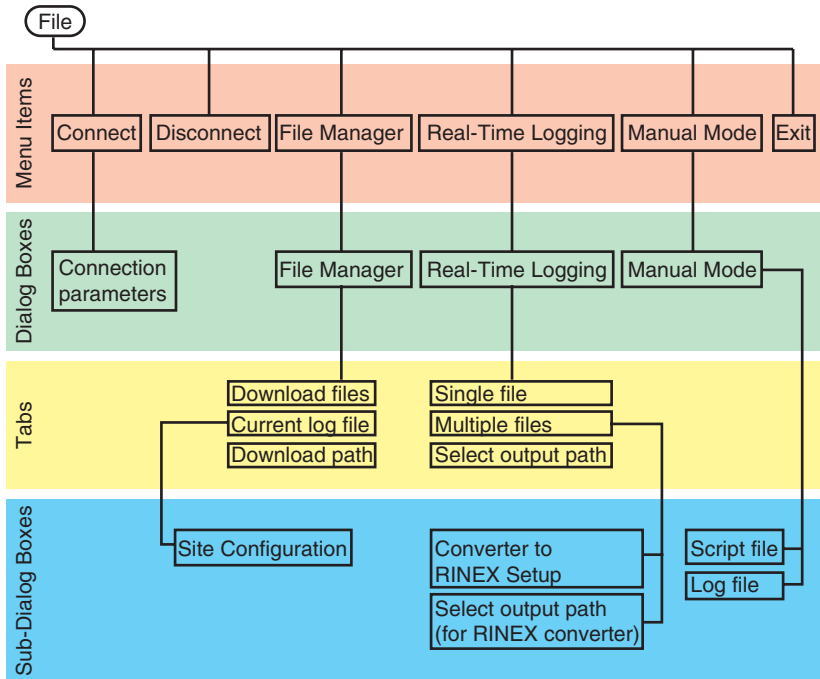 File
Menu Items
Connect
Disconnect
File Manager
Real-Time Logging
Manual Mode
Exit
Dialog Boxes
Connection
parameters
File Manager
Real-Time Logging
Manual Mode
Tabs
Download files
Current log file
Download path
Single file
Multiple files
Select output path
Sub-Dialog Boxes
Site Configuration
Converter to
RINEX Setup
Select output path
(for RINEX converter)
Script file
Log file